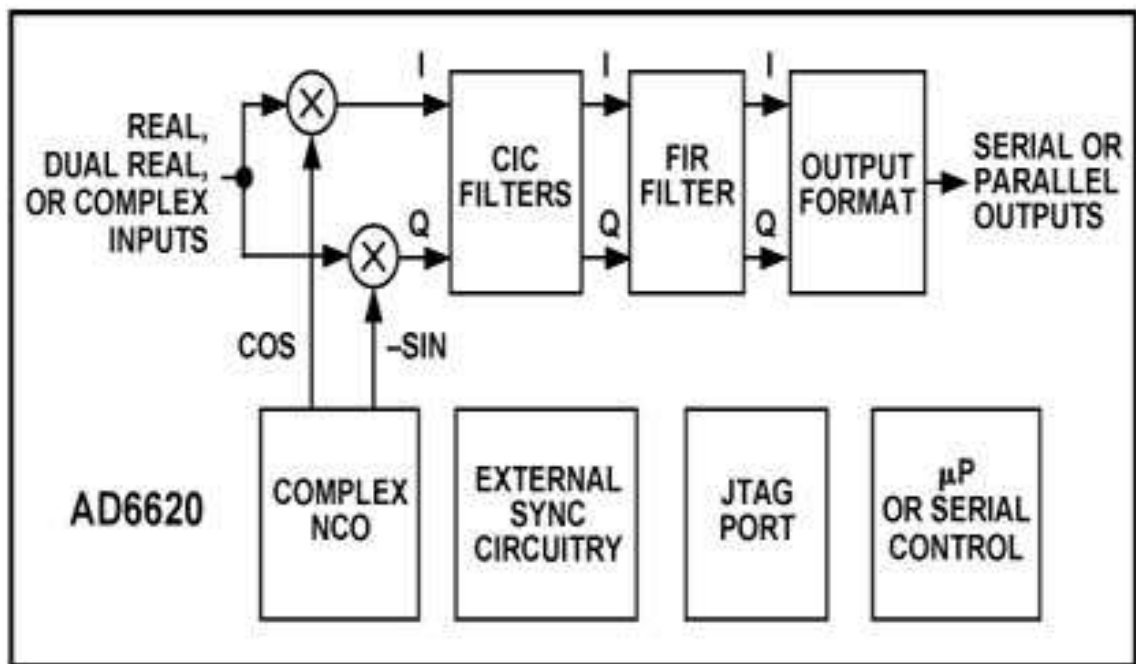 I
I
I
REAL,
DUAL REAL,
OR COMPLEX
INPUTS
X
CIC
FILTERS
FIR
FILTER
OUTPUT
FORMAT
SERIAL OR
PARALLEL
OUTPUTS
X
Q
Q
Q
COS
–SIN
AD6620
COMPLEX
NCO
EXTERNAL
SYNC
CIRCUITRY
JTAG
PORT
μP
OR SERIAL
CONTROL